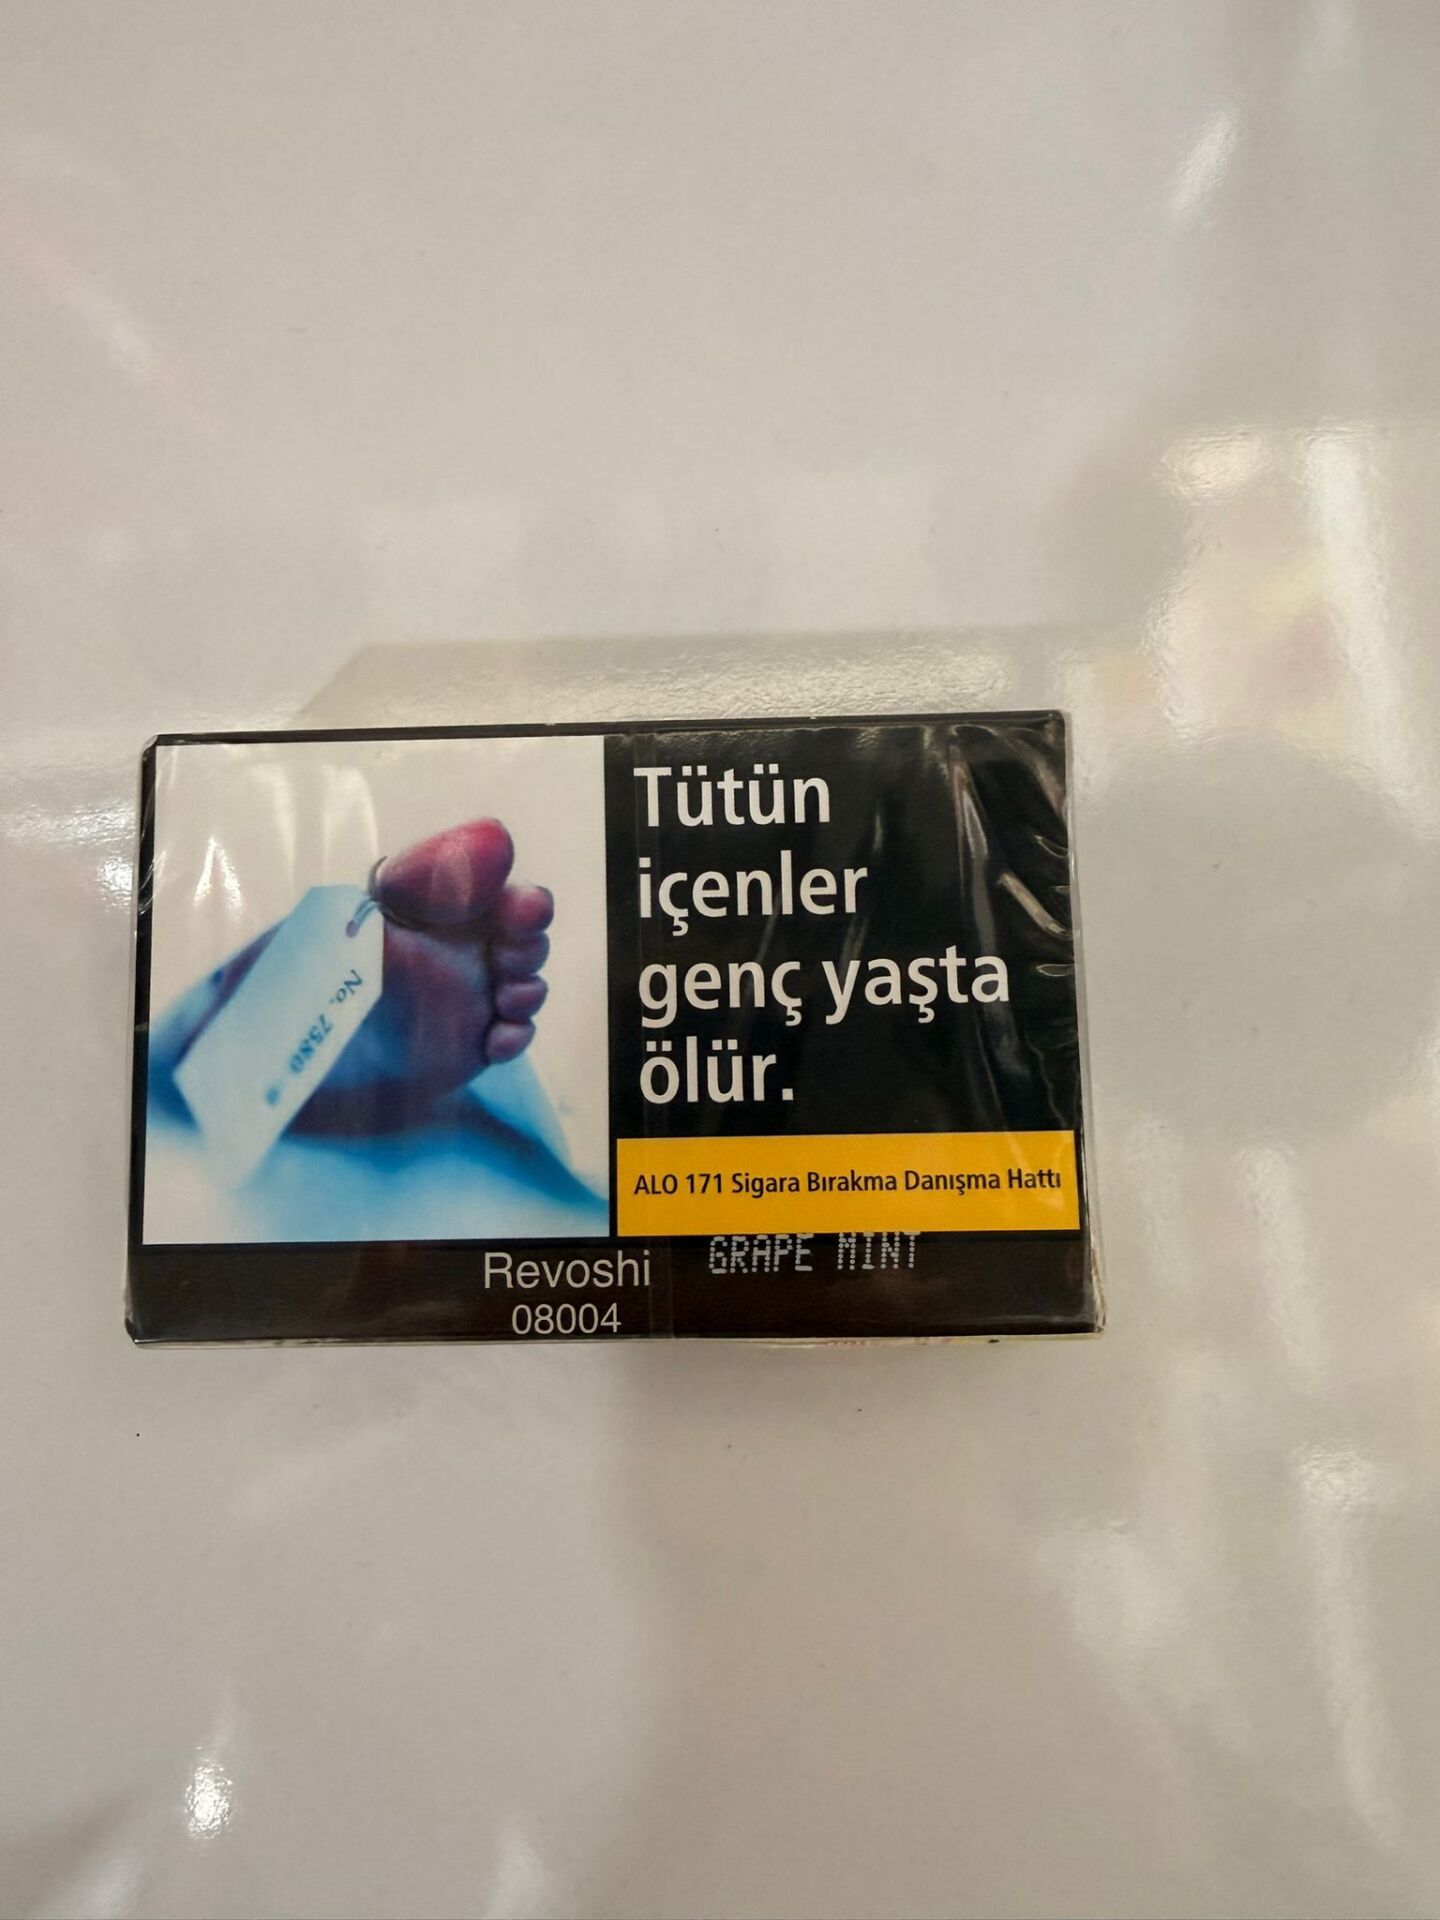 Tütün
içenler
genç yaşta
ölür.
No. 7580
ALO 171 Sigara Bırakma Danışma Hattı
Revoshi
GRAPE MINT
08004